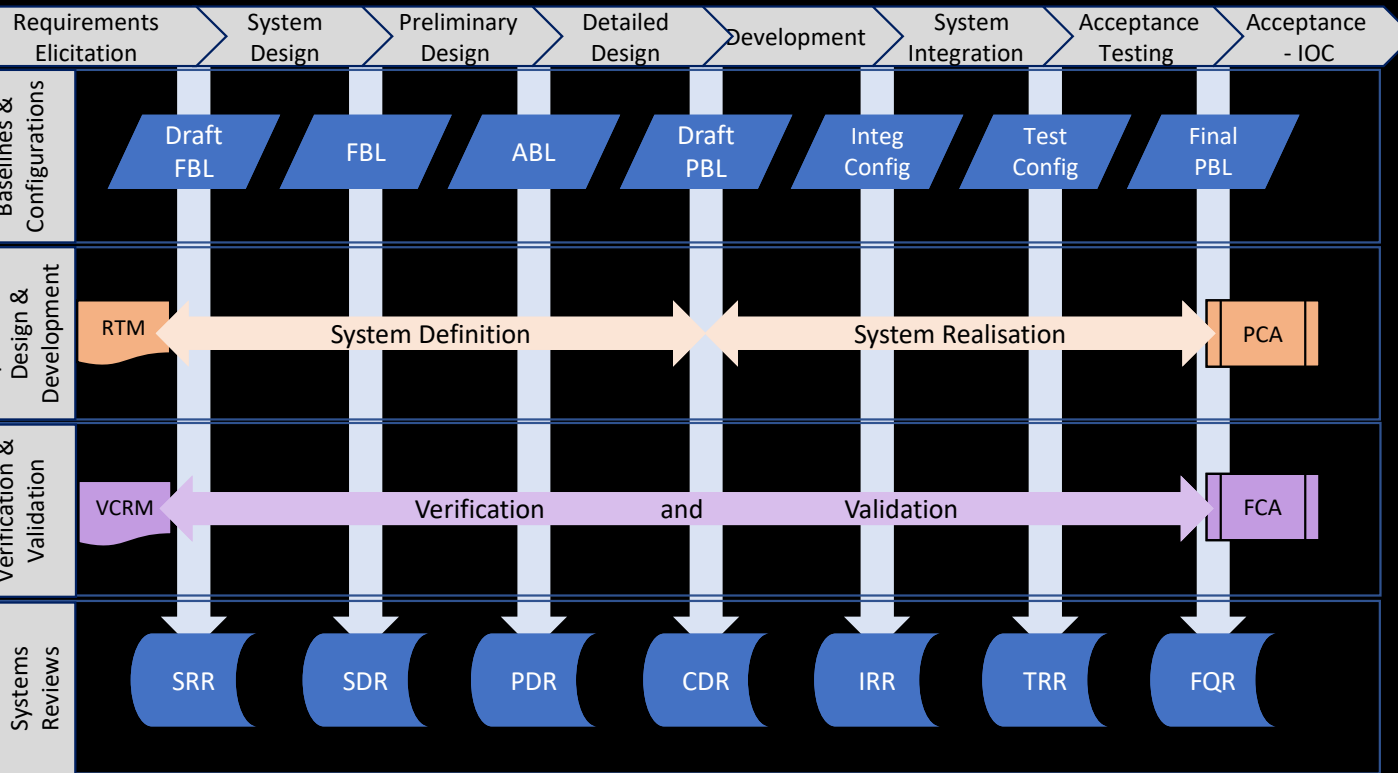 Requirements
Elicitation
System
Design
Preliminary
Design
Detailed
Design
Development
System
Integration
Acceptance
Testing
Acceptance
- IOC
Baselines &
Configurations
Draft
FBL
FBL
ABL
Draft
PBL
Integ
Config
Test
Config
Final
PBL
Design &
Development
RTM
System Definition
System Realisation
PCA
Verification &
Validation
VCRM
Verification and Validation
FCA
Systems
Reviews
SRR
SDR
PDR
CDR
IRR
TRR
FQR